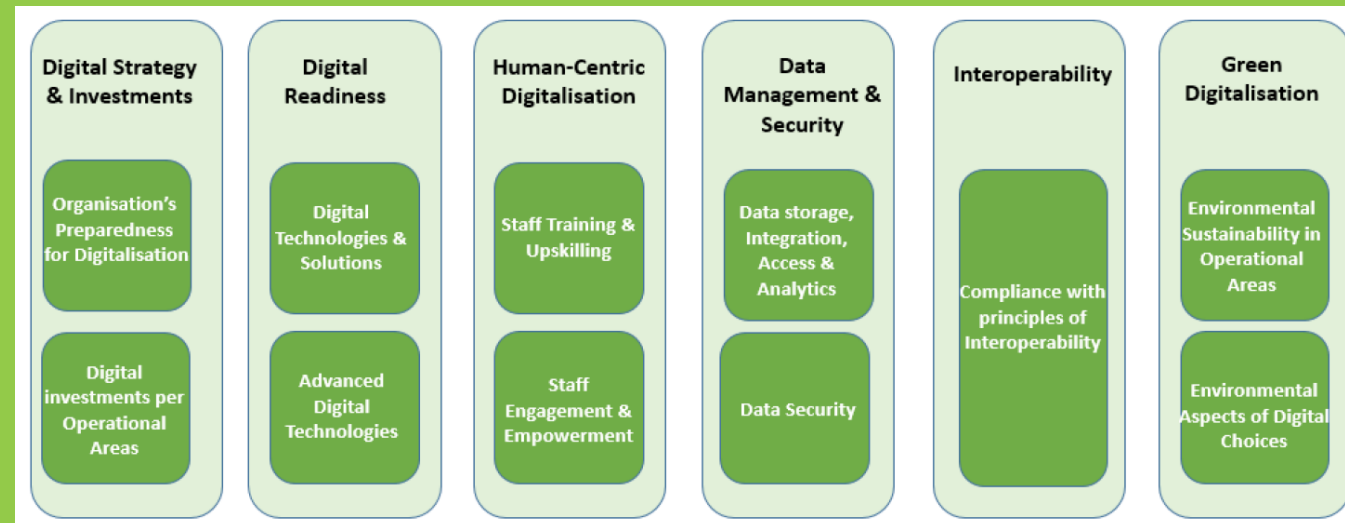 Digital Strategy
& Investments
Organisation’s
Preparedness
for Digitalisation
Digital
investments per
Operational
Areas
Digital
Readiness
Digital
Technologies &
Solutions
Advanced
Digital
Technologies
Human-Centric
Digitalisation
Staff Training &
Upskilling
Staff
Engagement &
Empowerment
Data
Management &
Security
Data storage,
Integration,
Access &
Analytics
Data Security
Interoperability
Compliance with
principles of
Interoperability
Green
Digitalisation
Environmental
Sustainability in
Operational
Areas
Environmental
Aspects of Digital
Choices